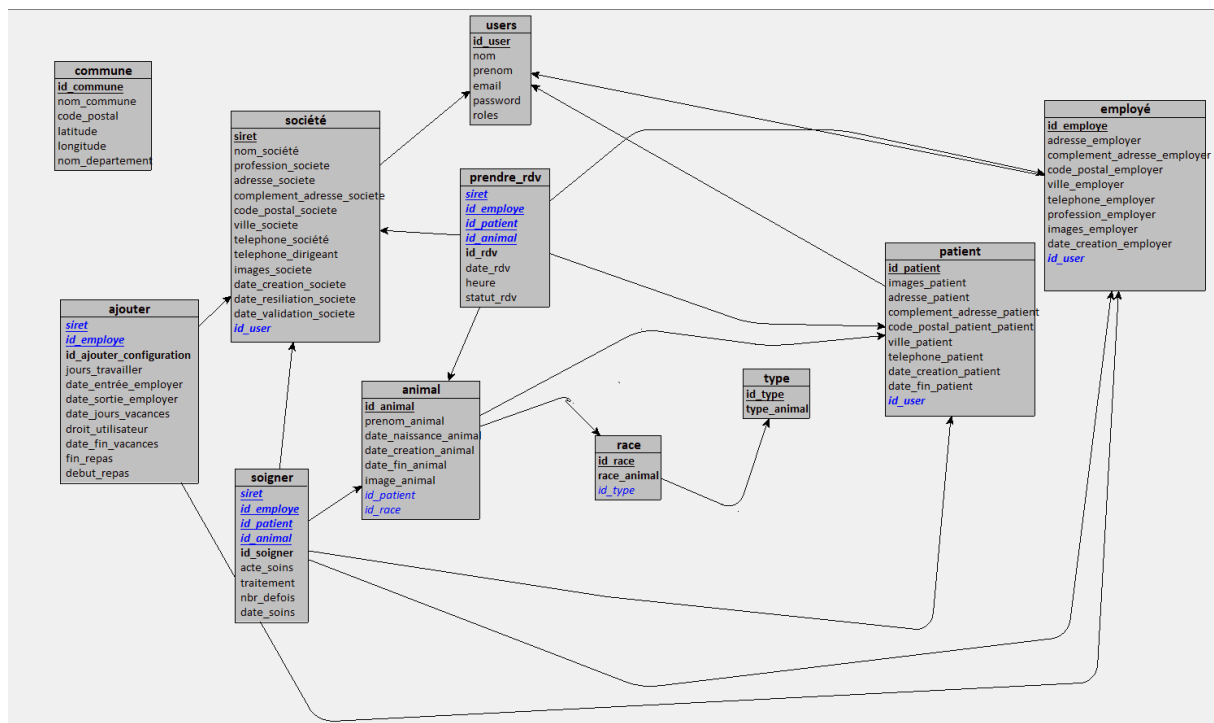 users
id_user
nom
prenom
email
password
roles
commune
id_commune
nom_commune
code_postal
latitude
longitude
nom_departement
société
siret
nom_société
profession_societe
adresse_societe
complement_adresse_societe
code_postal_societe
ville_societe
telephone_société
telephone_dirigeant
images_societe
date_creation_societe
date_resiliation_societe
date_validation_societe
id_user
employé
id_employe
adresse_employer
complement_adresse_employer
code_postal_employer
ville_employer
telephone_employer
profession_employer
images_employer
date_creation_employer
id_user
prendre_rdv
siret
id_employe
id_patient
id_animal
id_rdv
date_rdv
heure
statut_rdv
patient
id_patient
images_patient
adresse_patient
complement_adresse_patient
code_postal_patient_patient
ville_patient
telephone_patient
date_creation_patient
date_fin_patient
id_user
ajouter
siret
id_employe
id_ajouter_configuration
jours_travailler
date_entrée_employer
date_sortie_employer
date_jours_vacances
droit_utilisateur
date_fin_vacances
fin_repas
debut_repas
animal
id_animal
prenom_animal
date_naissance_animal
date_creation_animal
date_fin_animal
image_animal
id_patient
id_race
type
id_type
type_animal
race
id_race
race_animal
id_type
soigner
siret
id_employe
id_patient
id_animal
id_soigner
acte_soins
traitement
nbr_defois
date_soins